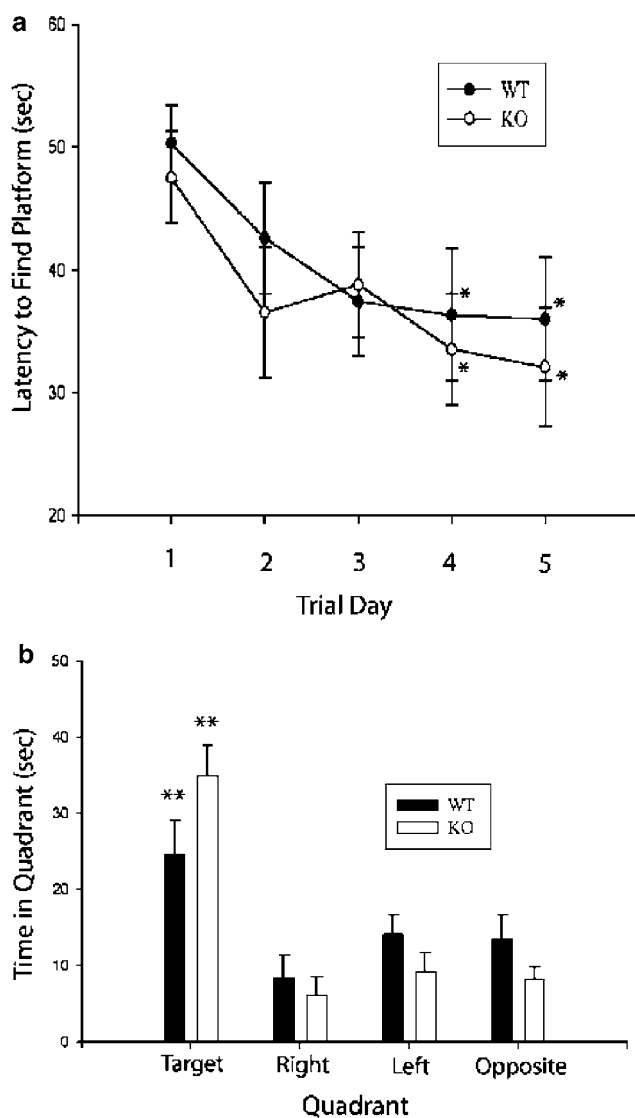 a
60
50
40
30
20
Latency to Find Platform (sec)
WT
KO
*
*
*
*
1 2 3 4 5
Trial Day
b
50
40
30
20
10
0
Time in Quadrant (sec)
**
**
WT
KO
Target Right Left Opposite
Quadrant